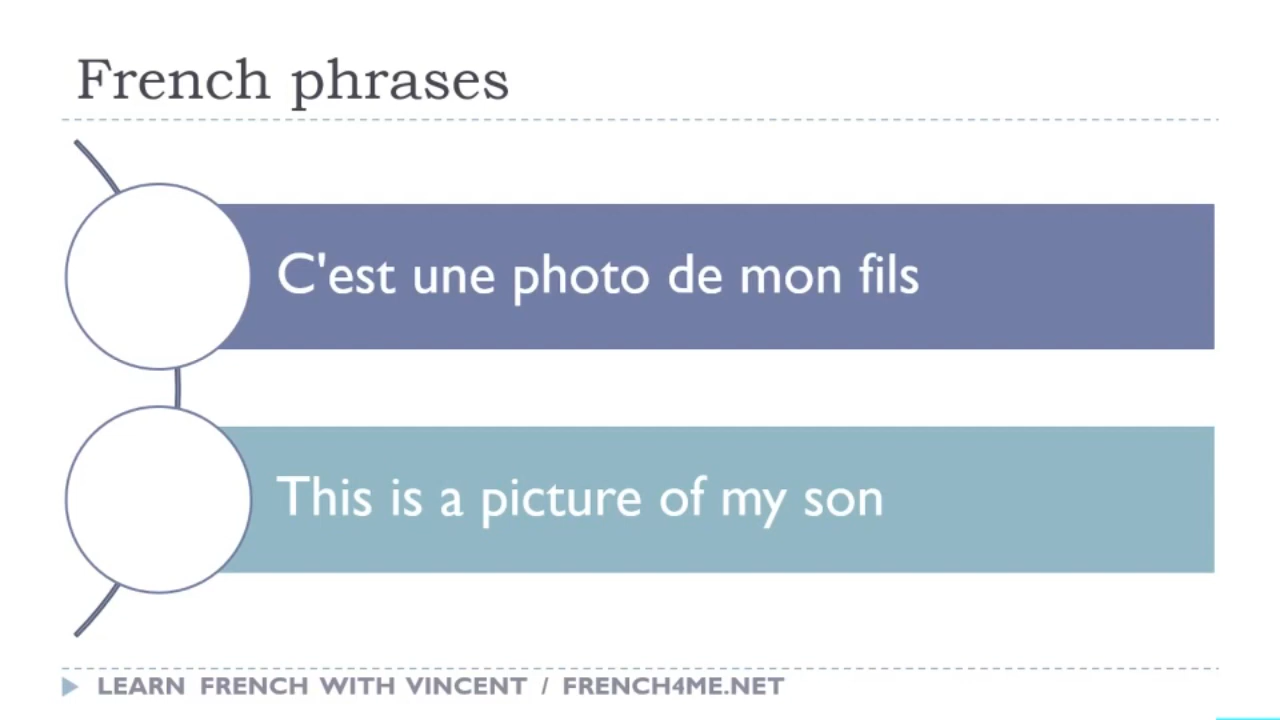 French phrases
C'est une photo de mon fils
This is a picture of my son
LEARN FRENCH WITH VINCENT / FRENCH4ME.NET